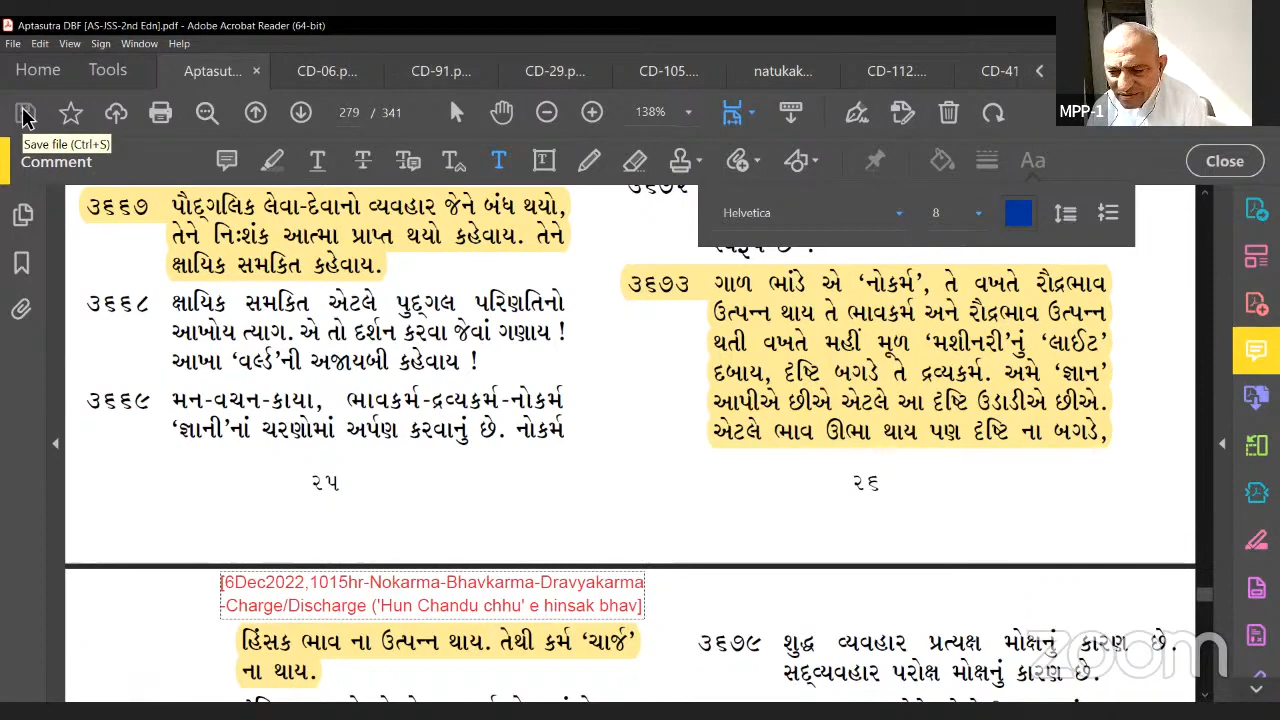 Aptasutra DBF [AS-JSS-2nd Edn].pdf - Adobe Acrobat Reader (64-bit)
File Edit View Sign Window Help
Home Tools Aptasut... × CD-06.p... CD-91.p... CD-29.p... CD-105.... natukak... CD-112.... CD-41
279 / 341 138%
MPP-1
Save file (Ctrl+S)
Comment Aa Close
Helvetica 8
૩૬૬૭ પૌદ્ગલિક લેવા-દેવાનો વ્યવહાર જેને બંધ થયો,
તેને નિઃશંક આત્મા પ્રાપ્ત થયો કહેવાય. તેને
ક્ષાયિક સમકિત કહેવાય.
૩૬૬૮ ક્ષાયિક સમકિત એટલે પુદ્ગલ પરિણતિનો
આખોય ત્યાગ. એ તો દર્શન કરવા જેવાં ગણાય !
આખા ‘વર્લ્ડ’ની અજાયબી કહેવાય !
૩૬૬૯ મન-વચન-કાયા, ભાવકર્મ-દ્રવ્યકર્મ-નોકર્મ
‘જ્ઞાની’નાં ચરણોમાં અર્પણ કરવાનું છે. નોકર્મ
૨૫
૩૬૭૩ ગાળ ભાંડે એ ‘નોકર્મ’, તે વખતે રૌદ્રભાવ
ઉત્પન્ન થાય તે ભાવકર્મ અને રૌદ્રભાવ ઉત્પન્ન
થતી વખતે મહીં મૂળ ‘મશીનરી’નું ‘લાઈટ’
દબાય, દૃષ્ટિ બગડે તે દ્રવ્યકર્મ. અમે ‘જ્ઞાન’
આપીએ છીએ એટલે આ દૃષ્ટિ ઉડાડીએ છીએ.
એટલે ભાવ ઊભા થાય પણ દૃષ્ટિ ના બગડે,
૨૬
[6Dec2022,1015hr-Nokarma-Bhavkarma-Dravyakarma
-Charge/Discharge ('Hun Chandu chhu' e hinsak bhav]
હિંસક ભાવ ના ઉત્પન્ન થાય. તેથી કર્મ ‘ચાર્જ’
ના થાય.
૩૬૭૯ શુદ્ધ વ્યવહાર પ્રત્યક્ષ મોક્ષનું કારણ છે.
સદ્વ્યવહાર પરોક્ષ મોક્ષનું કારણ છે.
zoom